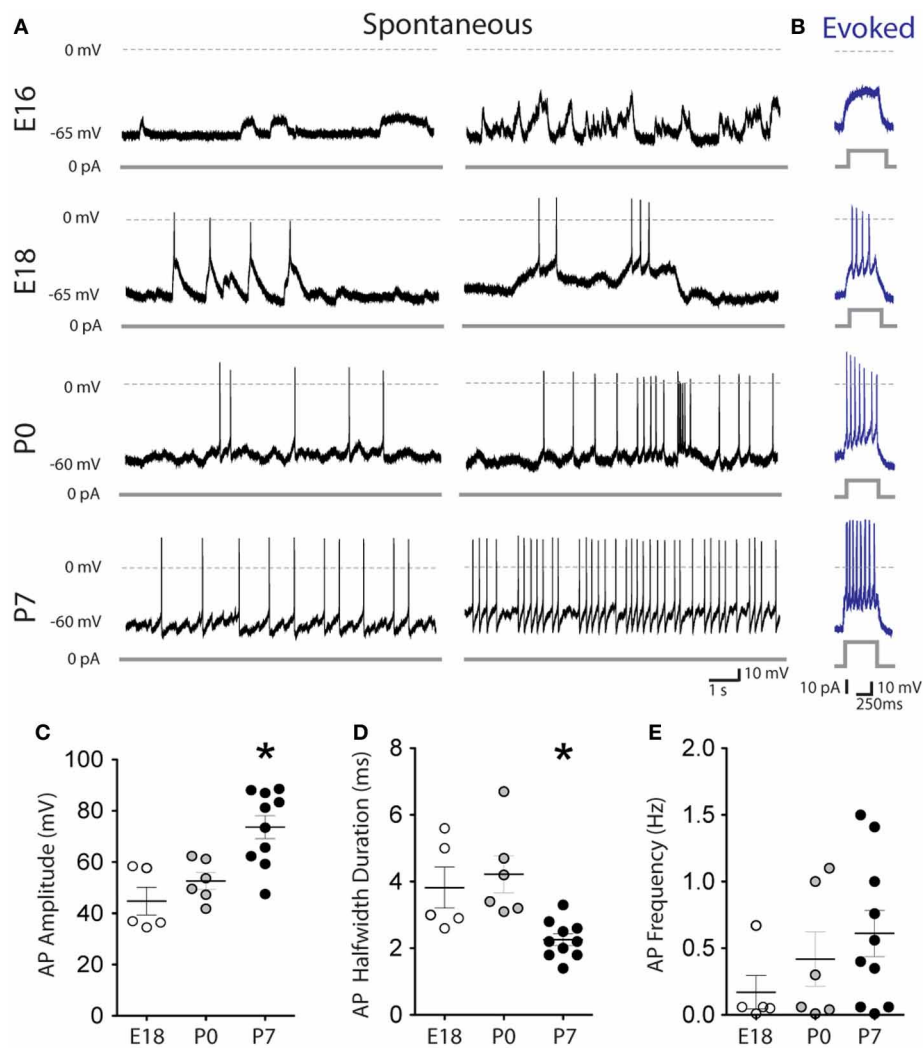 A
Spontaneous
B
Evoked
E16
0 mV
-65 mV
0 pA
E18
0 mV
-65 mV
0 pA
P0
0 mV
-60 mV
0 pA
P7
0 mV
-60 mV
0 pA
10 mV
1 s
10 pA
10 mV
250ms
C
AP Amplitude (mV)
100
80
60
40
20
0
*
E18 P0 P7
D
AP Halfwidth Duration (ms)
8
6
4
2
0
*
E18 P0 P7
E
AP Frequency (Hz)
2.0
1.5
1.0
0.5
0.0
E18 P0 P7